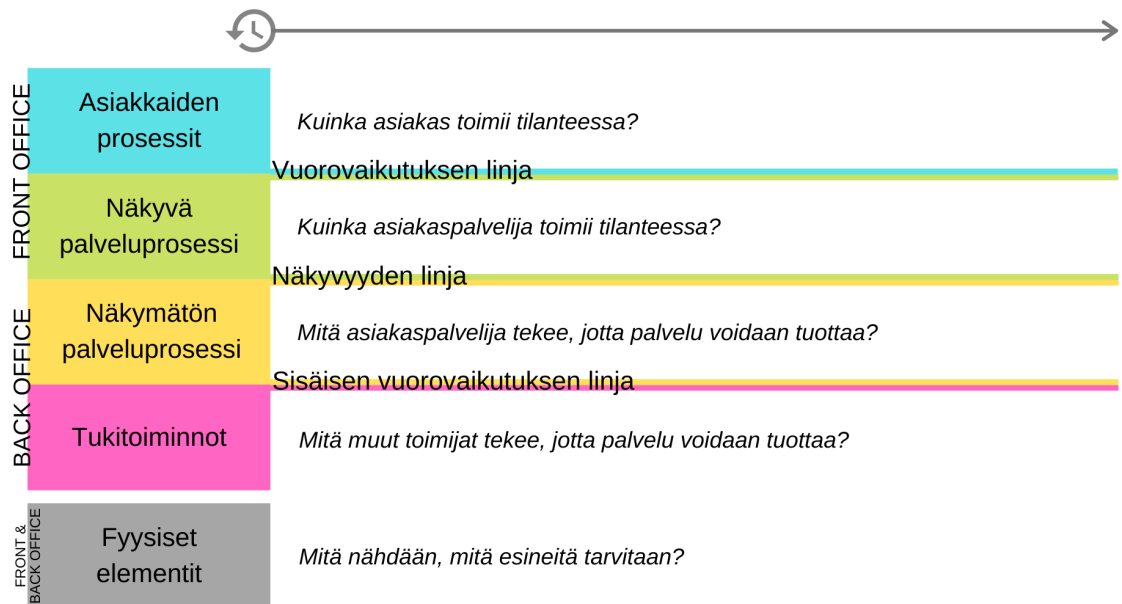 FRONT OFFICE
Asiakkaiden
prosessit
Kuinka asiakas toimii tilanteessa?
Vuorovaikutuksen linja
Näkyvä
palveluprosessi
Kuinka asiakaspalvelija toimii tilanteessa?
Näkyvyyden linja
BACK OFFICE
Näkymätön
palveluprosessi
Mitä asiakaspalvelija tekee, jotta palvelu voidaan tuottaa?
Sisäisen vuorovaikutuksen linja
Tukitoiminnot
Mitä muut toimijat tekee, jotta palvelu voidaan tuottaa?
FRONT &
BACK OFFICE
Fyysiset
elementit
Mitä nähdään, mitä esineitä tarvitaan?